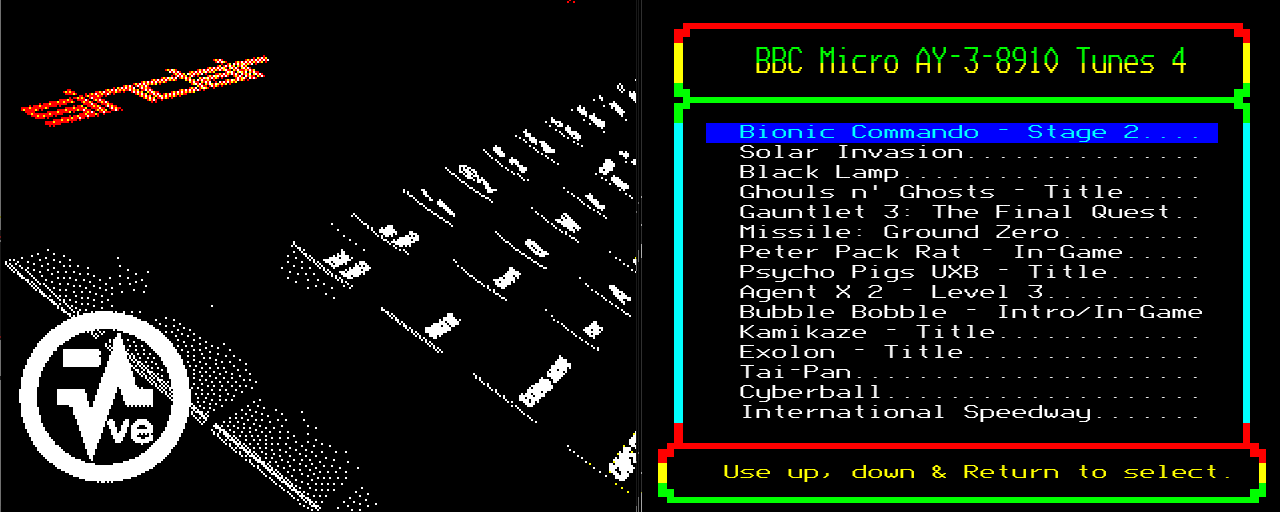 sinclair
ve
BBC Micro AY-3-8910 Tunes 4
Bionic Commando - Stage 2....
Solar Invasion...............
Black Lamp...................
Ghouls n' Ghosts - Title.....
Gauntlet 3: The Final Quest..
Missile: Ground Zero.........
Peter Pack Rat - In-Game.....
Psycho Pigs UXB - Title......
Agent X 2 - Level 3..........
Bubble Bobble - Intro/In-Game
Kamikaze - Title.............
Exolon - Title...............
Tai-Pan......................
Cyberball....................
International Speedway.......
Use up, down & Return to select.